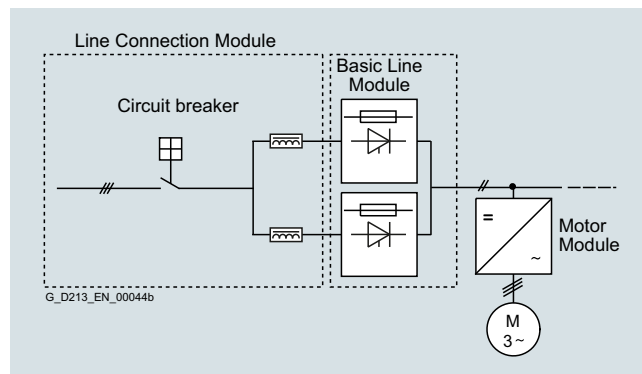 Line Connection Module
Basic Line
Module
Circuit breaker
=
~
Motor
Module
M
3~
G_D213_EN_00044b